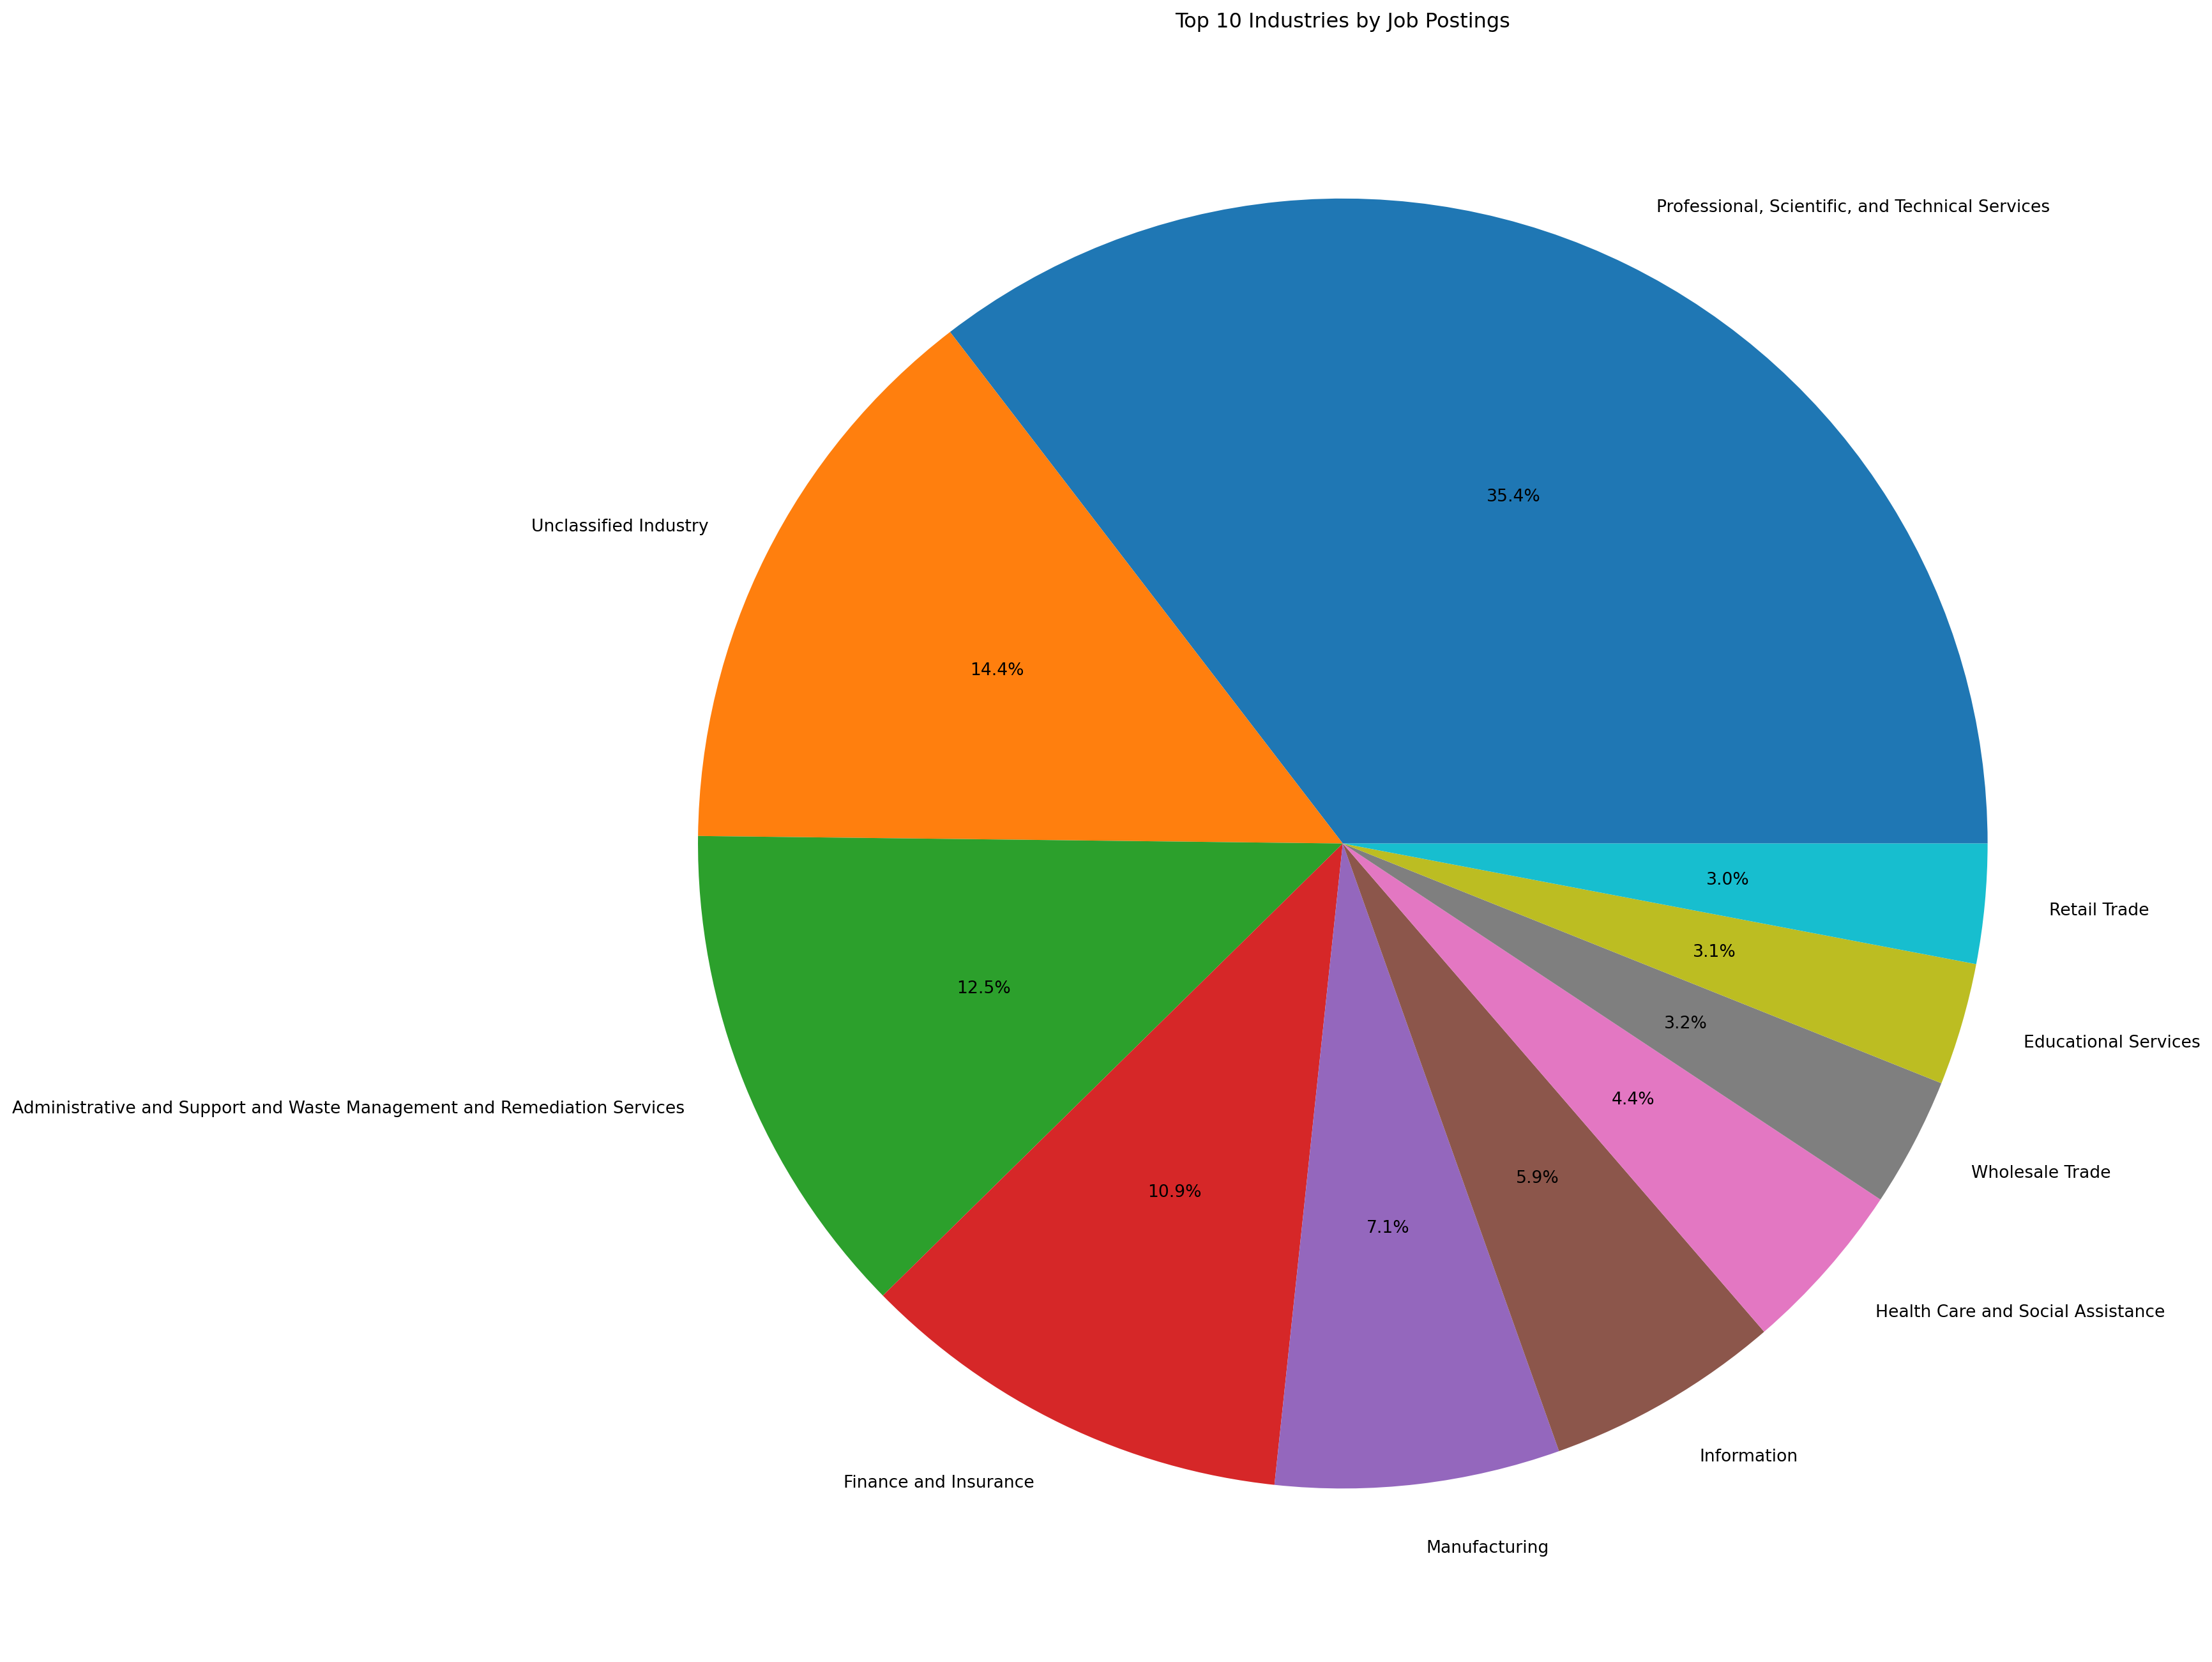 Top 10 Industries by Job Postings
Professional, Scientific, and Technical Services
35.4%
Unclassified Industry
14.4%
Administrative and Support and Waste Management and Remediation Services
12.5%
Finance and Insurance
10.9%
Manufacturing
7.1%
Information
5.9%
Health Care and Social Assistance
4.4%
Wholesale Trade
3.2%
Educational Services
3.1%
Retail Trade
3.0%